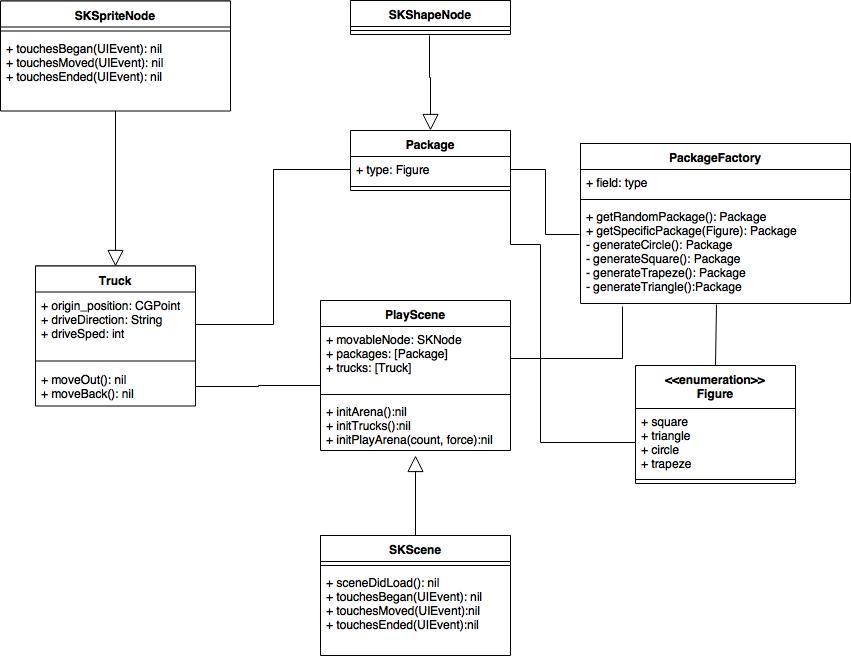 SKSpriteNode
+ touchesBegan(UIEvent): nil
+ touchesMoved(UIEvent): nil
+ touchesEnded(UIEvent): nil
SKShapeNode
Package
+ type: Figure
PackageFactory
+ field: type
+ getRandomPackage(): Package
+ getSpecificPackage(Figure): Package
- generateCircle(): Package
- generateSquare(): Package
- generateTrapeze(): Package
- generateTriangle():Package
Truck
+ origin_position: CGPoint
+ driveDirection: String
+ driveSped: int
+ moveOut(): nil
+ moveBack(): nil
PlayScene
+ movableNode: SKNode
+ packages: [Package]
+ trucks: [Truck]
+ initArena():nil
+ initTrucks():nil
+ initPlayArena(count, force):nil
<<enumeration>>
Figure
+ square
+ triangle
+ circle
+ trapeze
SKScene
+ sceneDidLoad(): nil
+ touchesBegan(UIEvent): nil
+ touchesMoved(UIEvent):nil
+ touchesEnded(UIEvent):nil